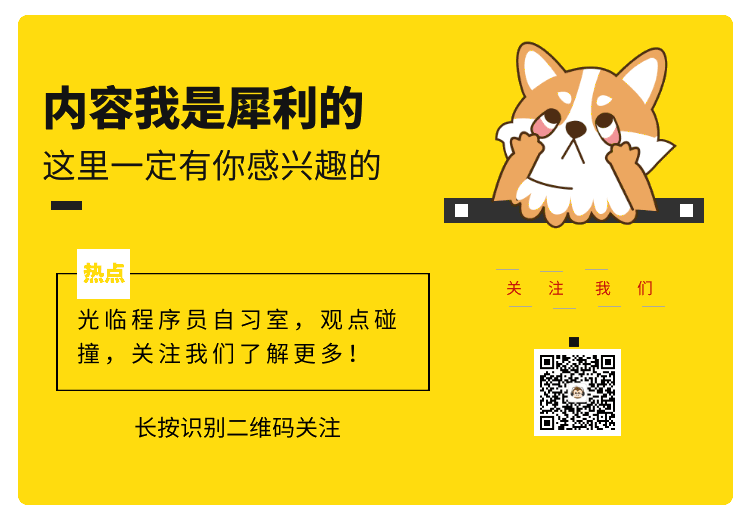 内容我是犀利的
这里一定有你感兴趣的
热点
光临程序员自习室，观点碰
撞，关注我们了解更多！
长按识别二维码关注
关注我们